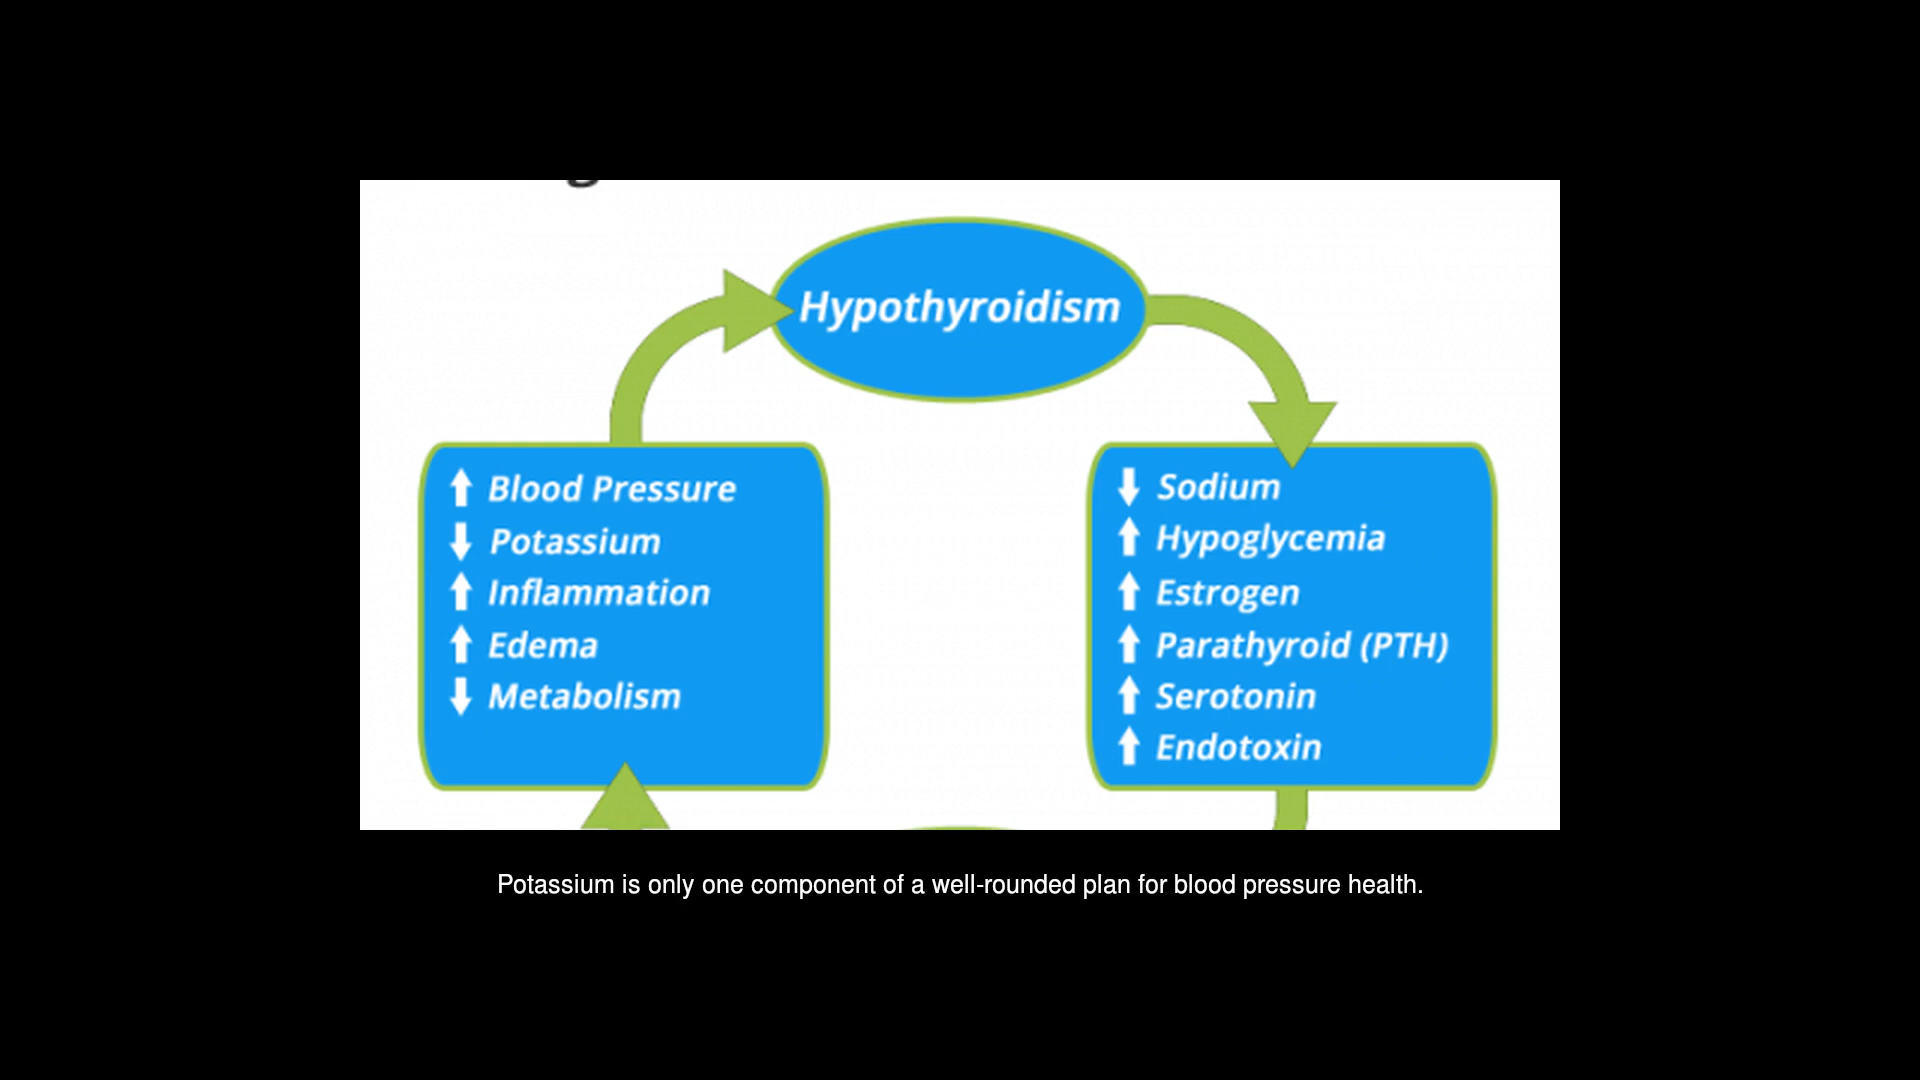 Hypothyroidism
Blood Pressure
Potassium
Inflammation
Edema
Metabolism
Sodium
Hypoglycemia
Estrogen
Parathyroid (PTH)
Serotonin
Endotoxin
Potassium is only one component of a well-rounded plan for blood pressure health.